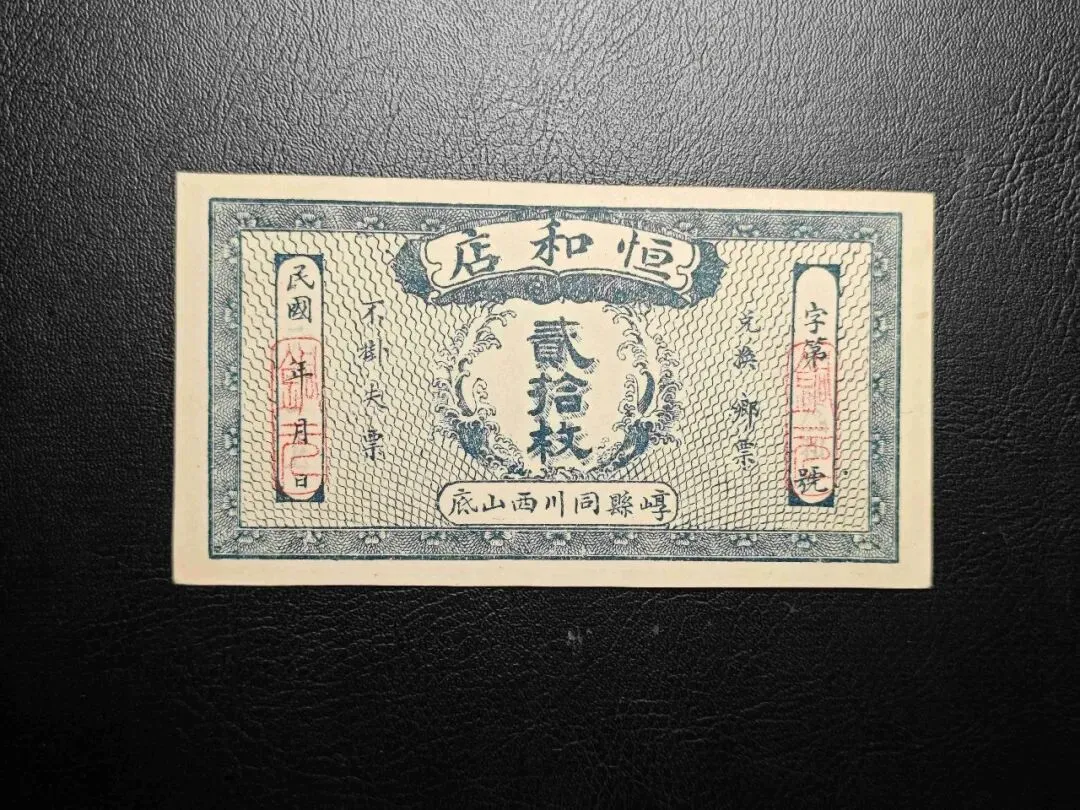 恒和店
字第號
兌換鄉票
貳拾枚
不掛失票
民國年月日
崞縣同川西山底